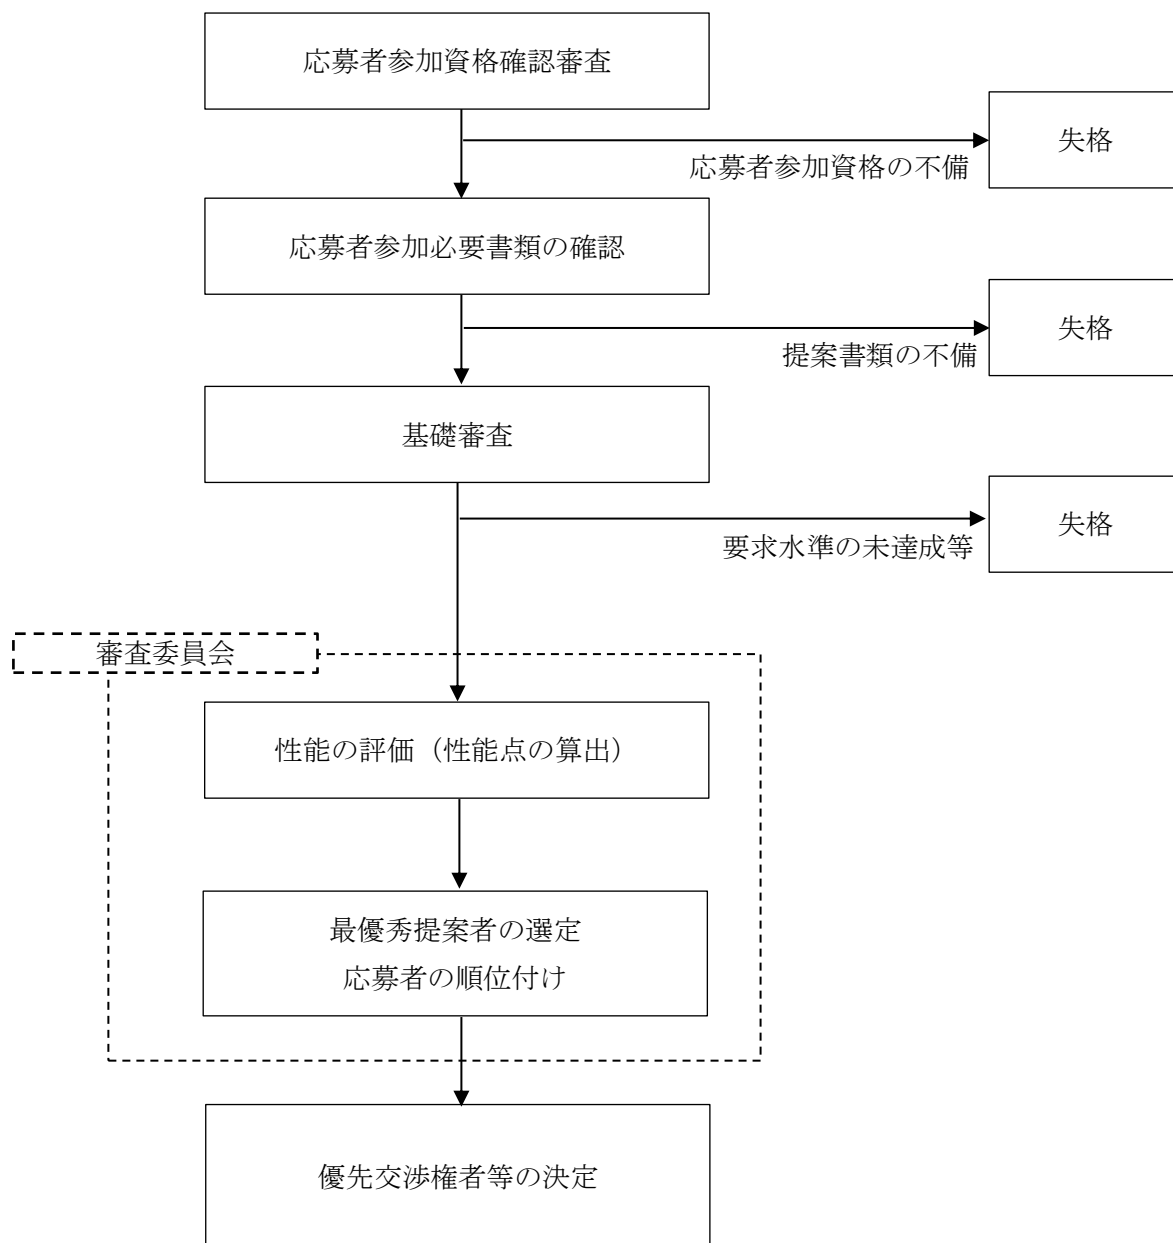 応募者参加資格確認審査
失格
応募者参加資格の不備
応募者参加必要書類の確認
失格
提案書類の不備
基礎審査
失格
要求水準の未達成等
審査委員会
性能の評価（性能点の算出）
最優秀提案者の選定
応募者の順位付け
優先交渉権者等の決定